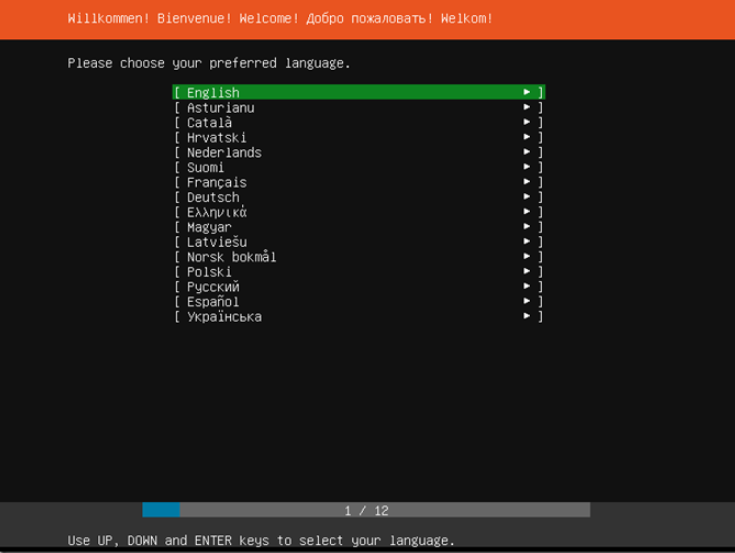 Willkommen! Bienvenue! Welcome! Добро пожаловать! Welkom!
Please choose your preferred language.
[ English ► ]
[ Asturianu ► ]
[ Català ► ]
[ Hrvatski ► ]
[ Nederlands ► ]
[ Suomi ► ]
[ Français ► ]
[ Deutsch ► ]
[ Ελληνικά ► ]
[ Magyar ► ]
[ Latviešu ► ]
[ Norsk bokmål ► ]
[ Polski ► ]
[ Русский ► ]
[ Español ► ]
[ Українська ► ]
1 / 12
Use UP, DOWN and ENTER keys to select your language.